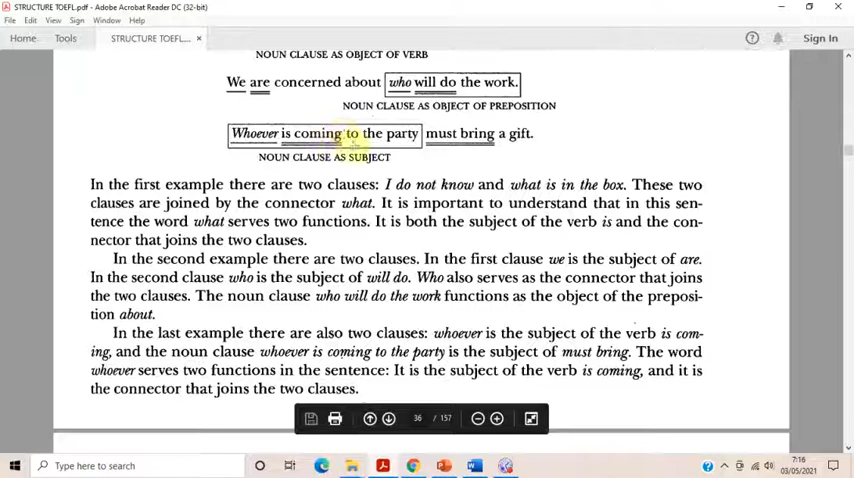 STRUCTURE TOEFL.pdf - Adobe Acrobat Reader DC (32-bit)
File Edit View Sign Window Help
Home Tools STRUCTURE TOEFL.... × Sign In
NOUN CLAUSE AS OBJECT OF VERB
We are concerned about who will do the work.
NOUN CLAUSE AS OBJECT OF PREPOSITION
Whoever is coming to the party must bring a gift.
NOUN CLAUSE AS SUBJECT
In the first example there are two clauses: I do not know and what is in the box. These two
clauses are joined by the connector what. It is important to understand that in this sen-
tence the word what serves two functions. It is both the subject of the verb is and the con-
nector that joins the two clauses.
In the second example there are two clauses. In the first clause we is the subject of are.
In the second clause who is the subject of will do. Who also serves as the connector that joins
the two clauses. The noun clause who will do the work functions as the object of the preposi-
tion about.
In the last example there are also two clauses: whoever is the subject of the verb is com-
ing, and the noun clause whoever is coming to the party is the subject of must bring. The word
whoever serves two functions in the sentence: It is the subject of the verb is coming, and it is
the connector that joins the two clauses.
36 / 157
Type here to search
7:16
03/05/2021